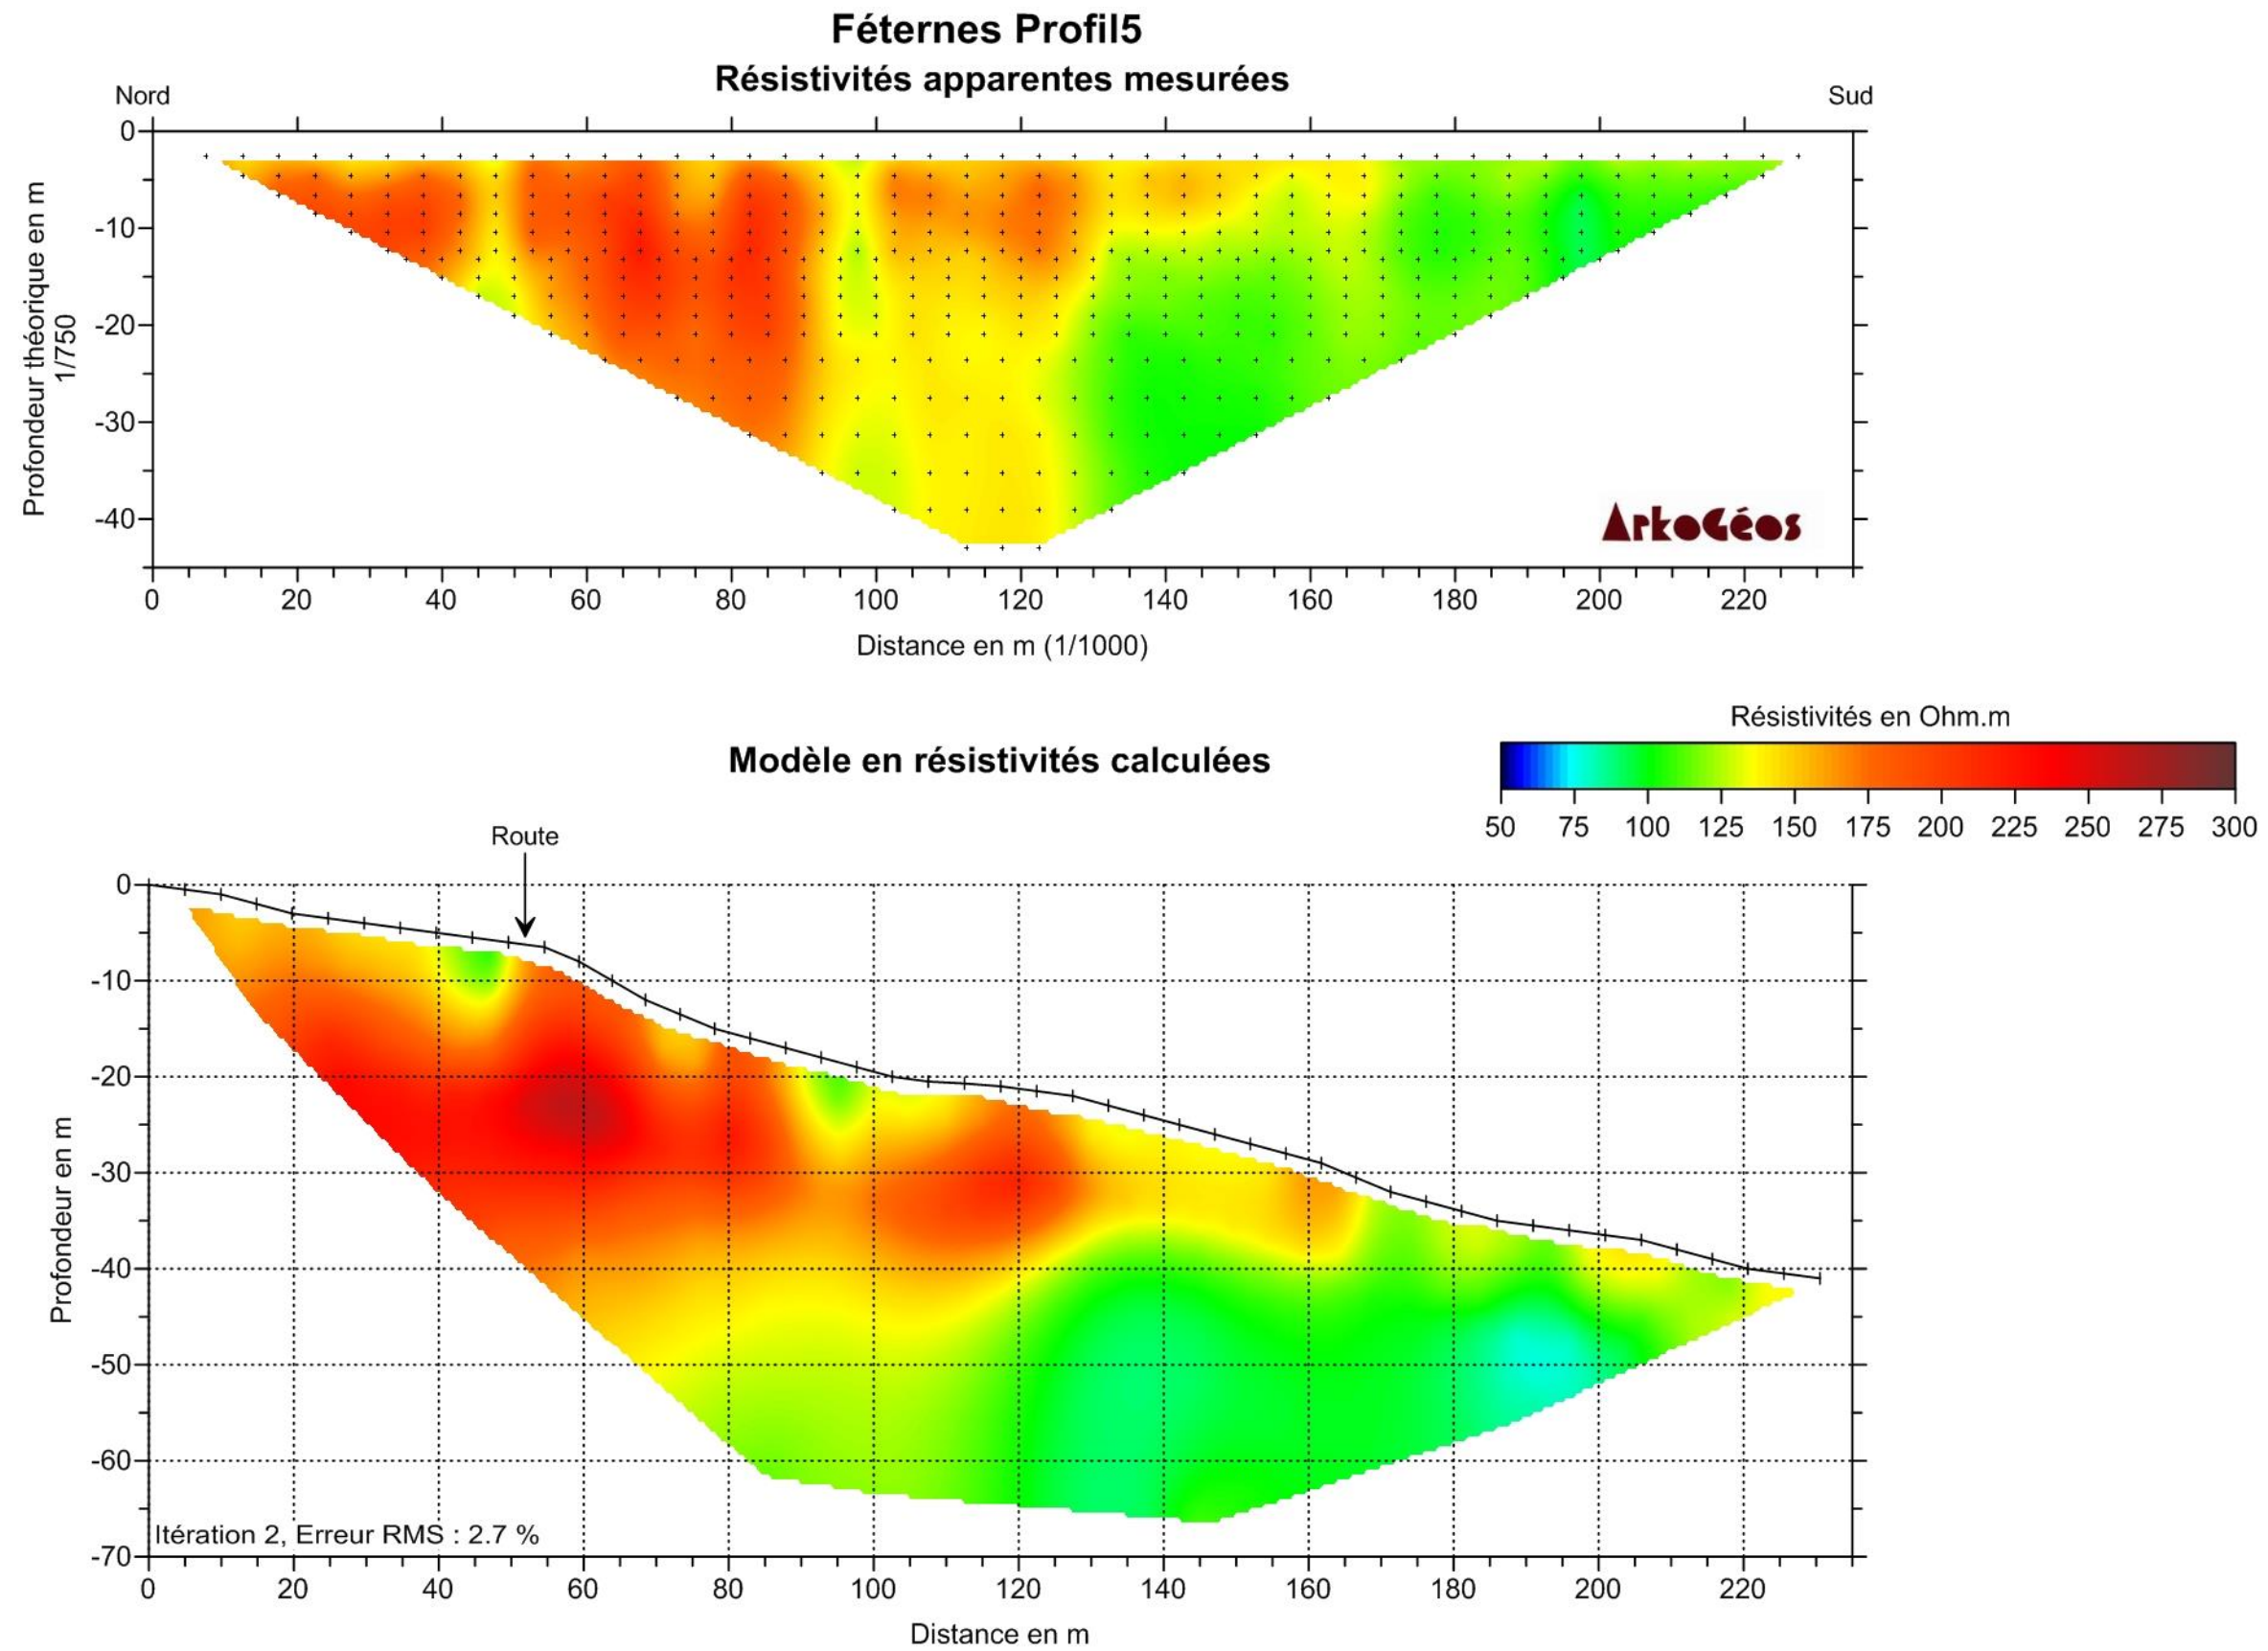 Féternes Profil5
Résistivités apparentes mesurées
Nord
Sud
0
-10
-20
-30
-40
Profondeur théorique en m
1/750
ArkoGéos
0 20 40 60 80 100 120 140 160 180 200 220
Distance en m (1/1000)
Résistivités en Ohm.m
50 75 100 125 150 175 200 225 250 275 300
Modèle en résistivités calculées
Route
0
-10
-20
-30
-40
-50
-60
-70
Profondeur en m
Itération 2, Erreur RMS : 2.7 %
0 20 40 60 80 100 120 140 160 180 200 220
Distance en m